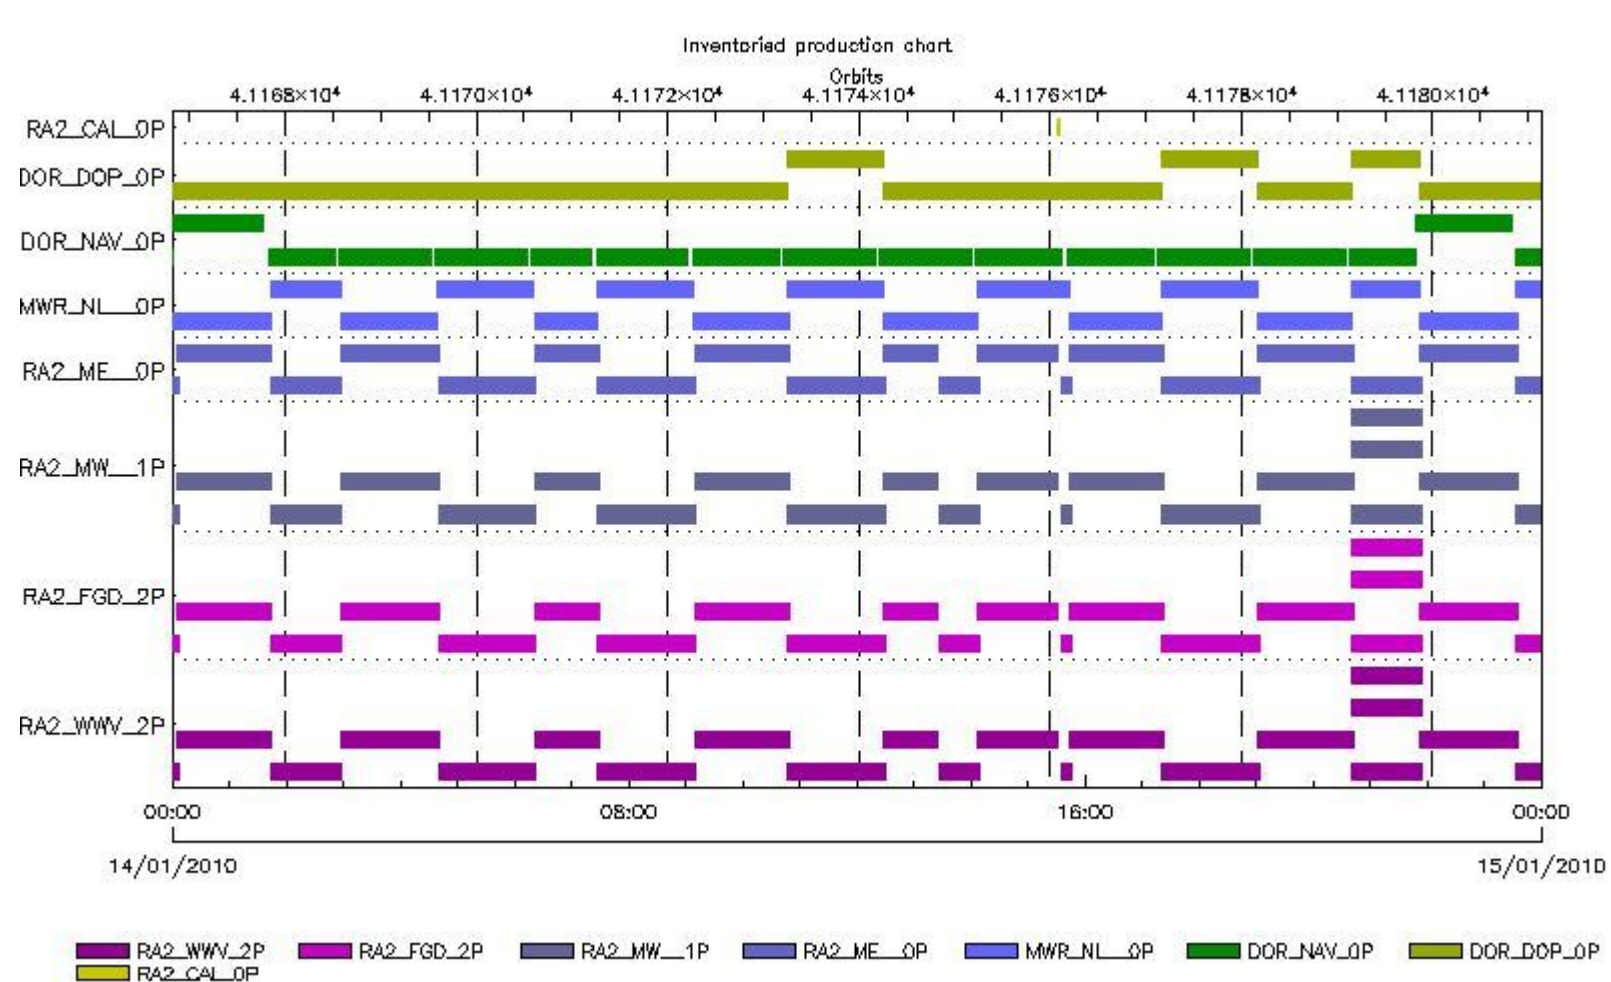 Inventoried production chart
Orbits
4.1168×10⁴ 4.1170×10⁴ 4.1172×10⁴ 4.1174×10⁴ 4.1176×10⁴ 4.1178×10⁴ 4.1180×10⁴
RA2_CAL_0P
DOR_DOP_0P
DOR_NAV_0P
MWR_NL__0P
RA2_ME__0P
RA2_MW__1P
RA2_FGD_2P
RA2_WWV_2P
00:00 08:00 16:00 00:00
14/01/2010 15/01/2010
RA2_WWV_2P RA2_FGD_2P RA2_MW__1P RA2_ME__0P MWR_NL__0P DOR_NAV_0P DOR_DOP_0P
RA2_CAL_0P